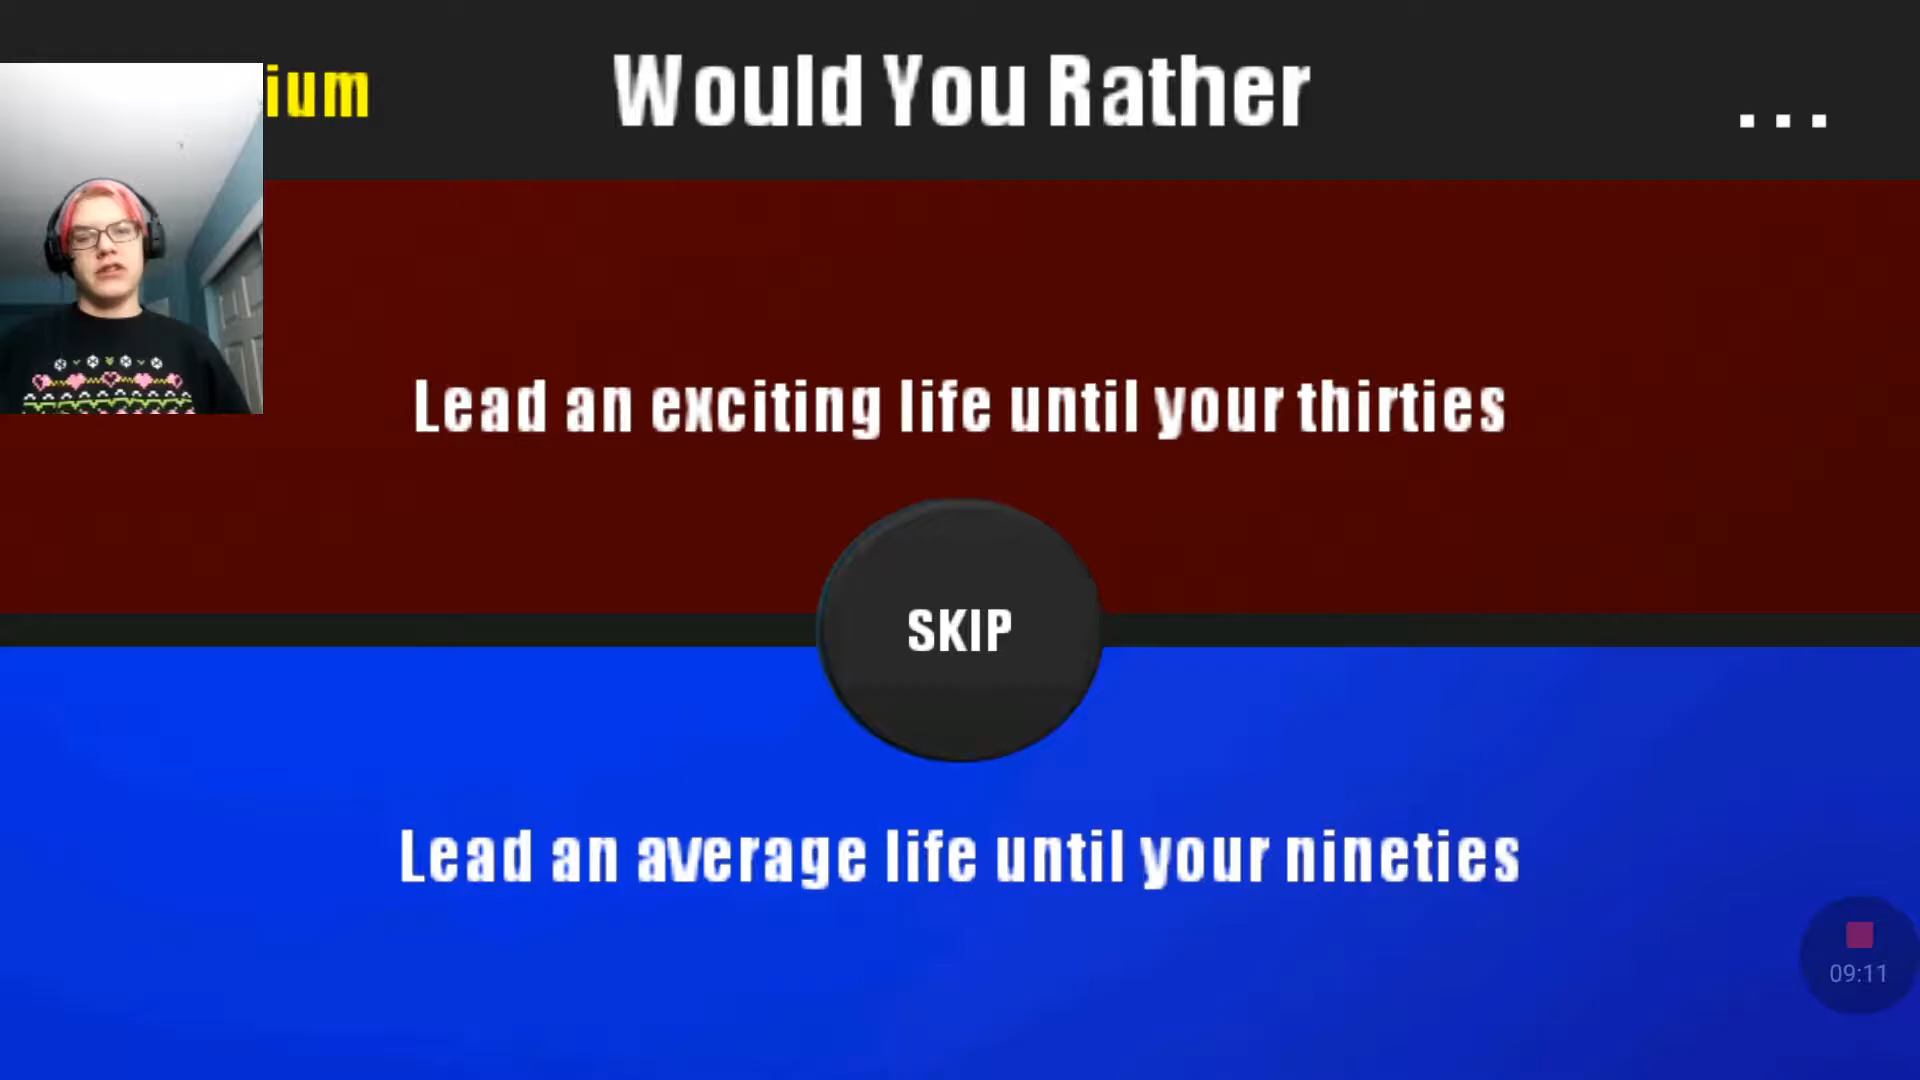 ium
Would You Rather
...
Lead an exciting life until your thirties
SKIP
Lead an average life until your nineties
09:11